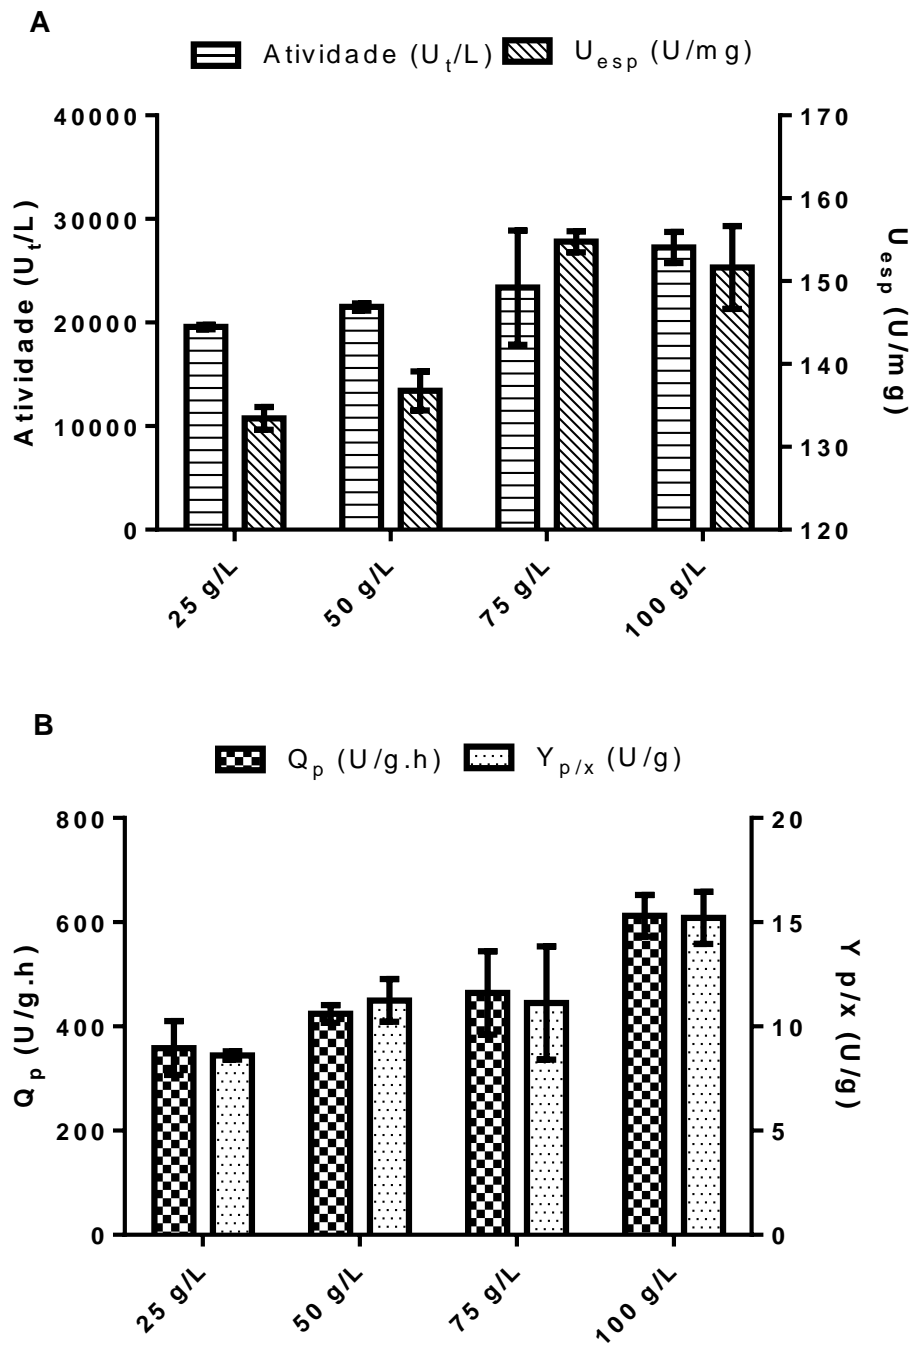 A
Atividade (Ut/L) Uesp (U/mg)
40000
30000
20000
10000
0
Atividade (Ut/L)
170
160
150
140
130
120
Uesp (U/mg)
25 g/L 50 g/L 75 g/L 100 g/L
B
Qp (U/g.h) Yp/x (U/g)
800
600
400
200
0
Qp (U/g.h)
20
15
10
5
0
Y p/x (U/g)
25 g/L 50 g/L 75 g/L 100 g/L